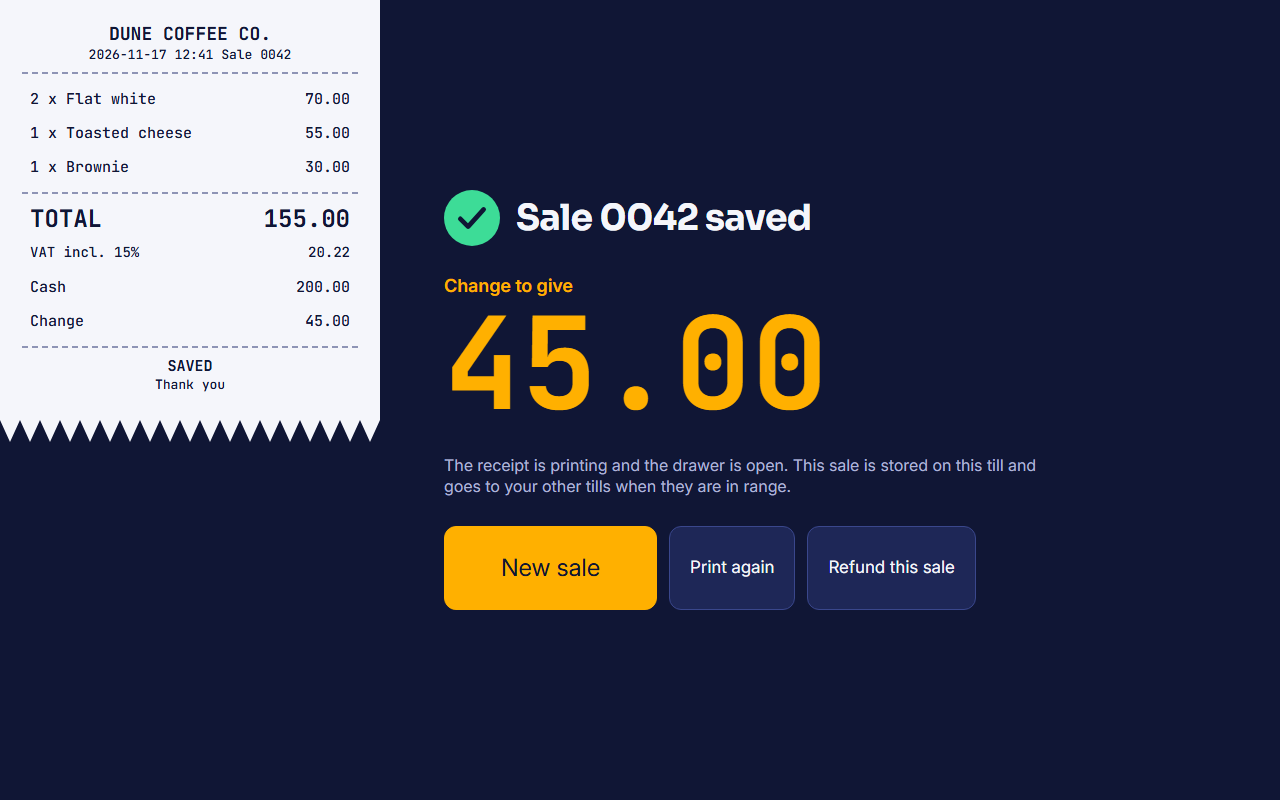 DUNE COFFEE CO.
2026-11-17 12:41 Sale 0042
2 x Flat white 70.00
1 x Toasted cheese 55.00
1 x Brownie 30.00
TOTAL 155.00
VAT incl. 15% 20.22
Cash 200.00
Change 45.00
SAVED
Thank you
Sale 0042 saved
Change to give
45.00
The receipt is printing and the drawer is open. This sale is stored on this till and
goes to your other tills when they are in range.
New sale
Print again
Refund this sale